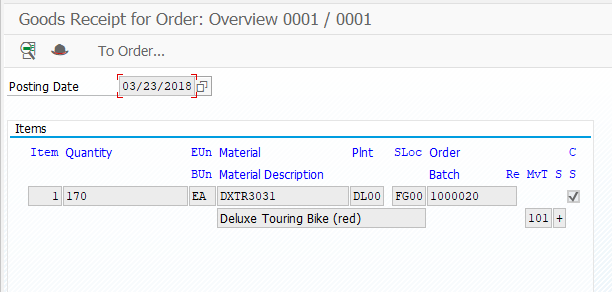 Goods Receipt for Order: Overview 0001 / 0001
To Order...
Posting Date 03/23/2018
Items
Item Quantity EUn Material Plnt SLoc Order C
BUn Material Description Batch Re MvT S S
1 170 EA DXTR3031 DL00 FG00 1000020
Deluxe Touring Bike (red) 101 +